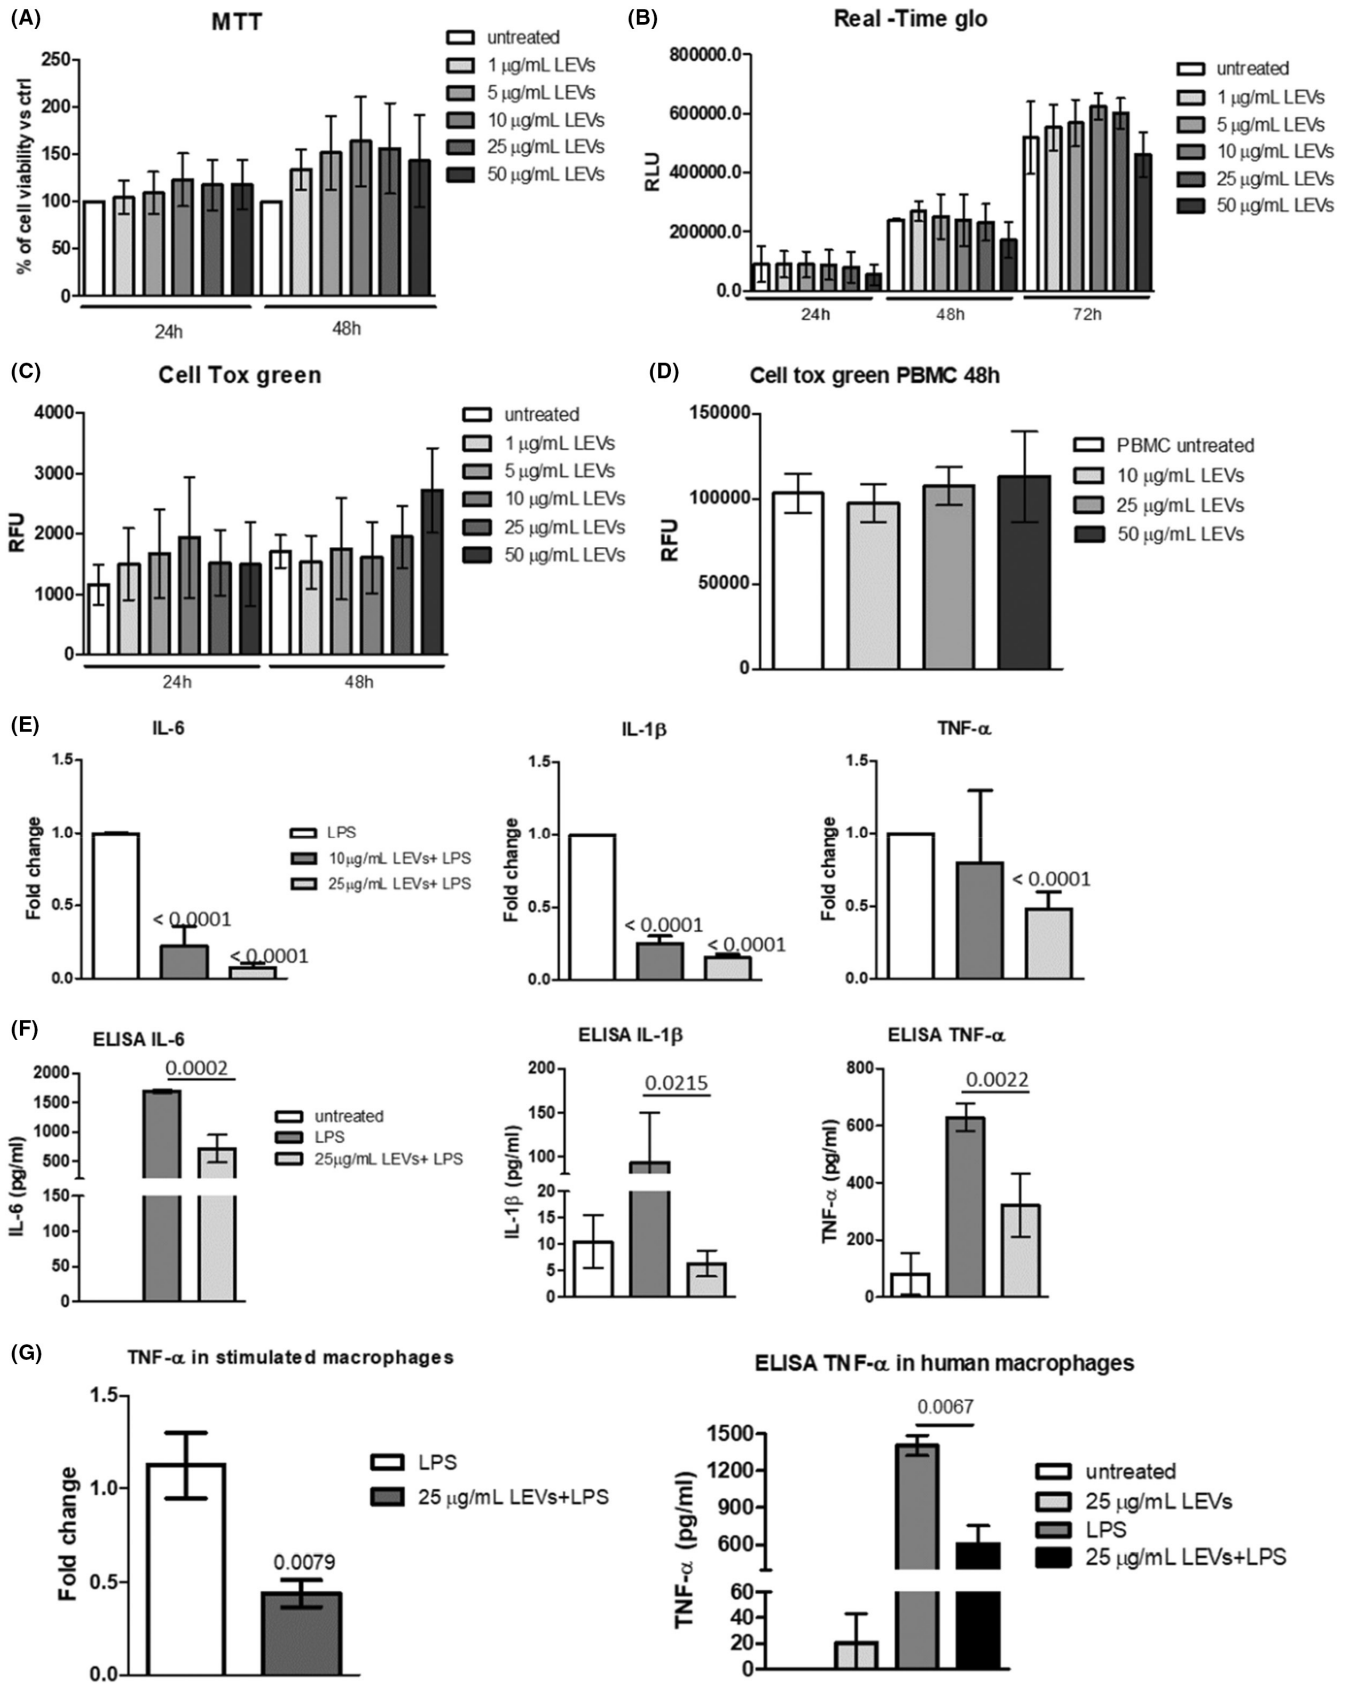 (A)
MTT
% of cell viability vs ctrl
250
200
150
100
50
0
24h
48h
untreated
1 µg/mL LEVs
5 µg/mL LEVs
10 µg/mL LEVs
25 µg/mL LEVs
50 µg/mL LEVs
(B)
Real -Time glo
RLU
800000.0
600000.0
400000.0
200000.0
0.0
24h
48h
72h
untreated
1 µg/mL LEVs
5 µg/mL LEVs
10 µg/mL LEVs
25 µg/mL LEVs
50 µg/mL LEVs
(C)
Cell Tox green
RFU
4000
3000
2000
1000
0
24h
48h
untreated
1 µg/mL LEVs
5 µg/mL LEVs
10 µg/mL LEVs
25 µg/mL LEVs
50 µg/mL LEVs
(D)
Cell tox green PBMC 48h
RFU
150000
100000
50000
0
PBMC untreated
10 µg/mL LEVs
25 µg/mL LEVs
50 µg/mL LEVs
(E)
IL-6
Fold change
1.5
1.0
0.5
0.0
< 0.0001
< 0.0001
LPS
10µg/mL LEVs+ LPS
25µg/mL LEVs+ LPS
IL-1β
Fold change
1.5
1.0
0.5
0.0
< 0.0001
< 0.0001
TNF-α
Fold change
1.5
1.0
0.5
0.0
< 0.0001
(F)
ELISA IL-6
IL-6 (pg/ml)
2000
1500
1000
500
150
100
50
0
0.0002
untreated
LPS
25µg/mL LEVs+ LPS
ELISA IL-1β
IL-1β (pg/ml)
200
150
100
20
15
10
5
0
0.0215
ELISA TNF-α
TNF-α (pg/ml)
800
600
400
200
0
0.0022
(G)
TNF-α in stimulated macrophages
Fold change
1.5
1.0
0.5
0.0
0.0079
LPS
25 µg/mL LEVs+LPS
ELISA TNF-α in human macrophages
TNF-α (pg/ml)
1500
1200
900
600
60
40
20
0
0.0067
untreated
25 µg/mL LEVs
LPS
25 µg/mL LEVs+LPS